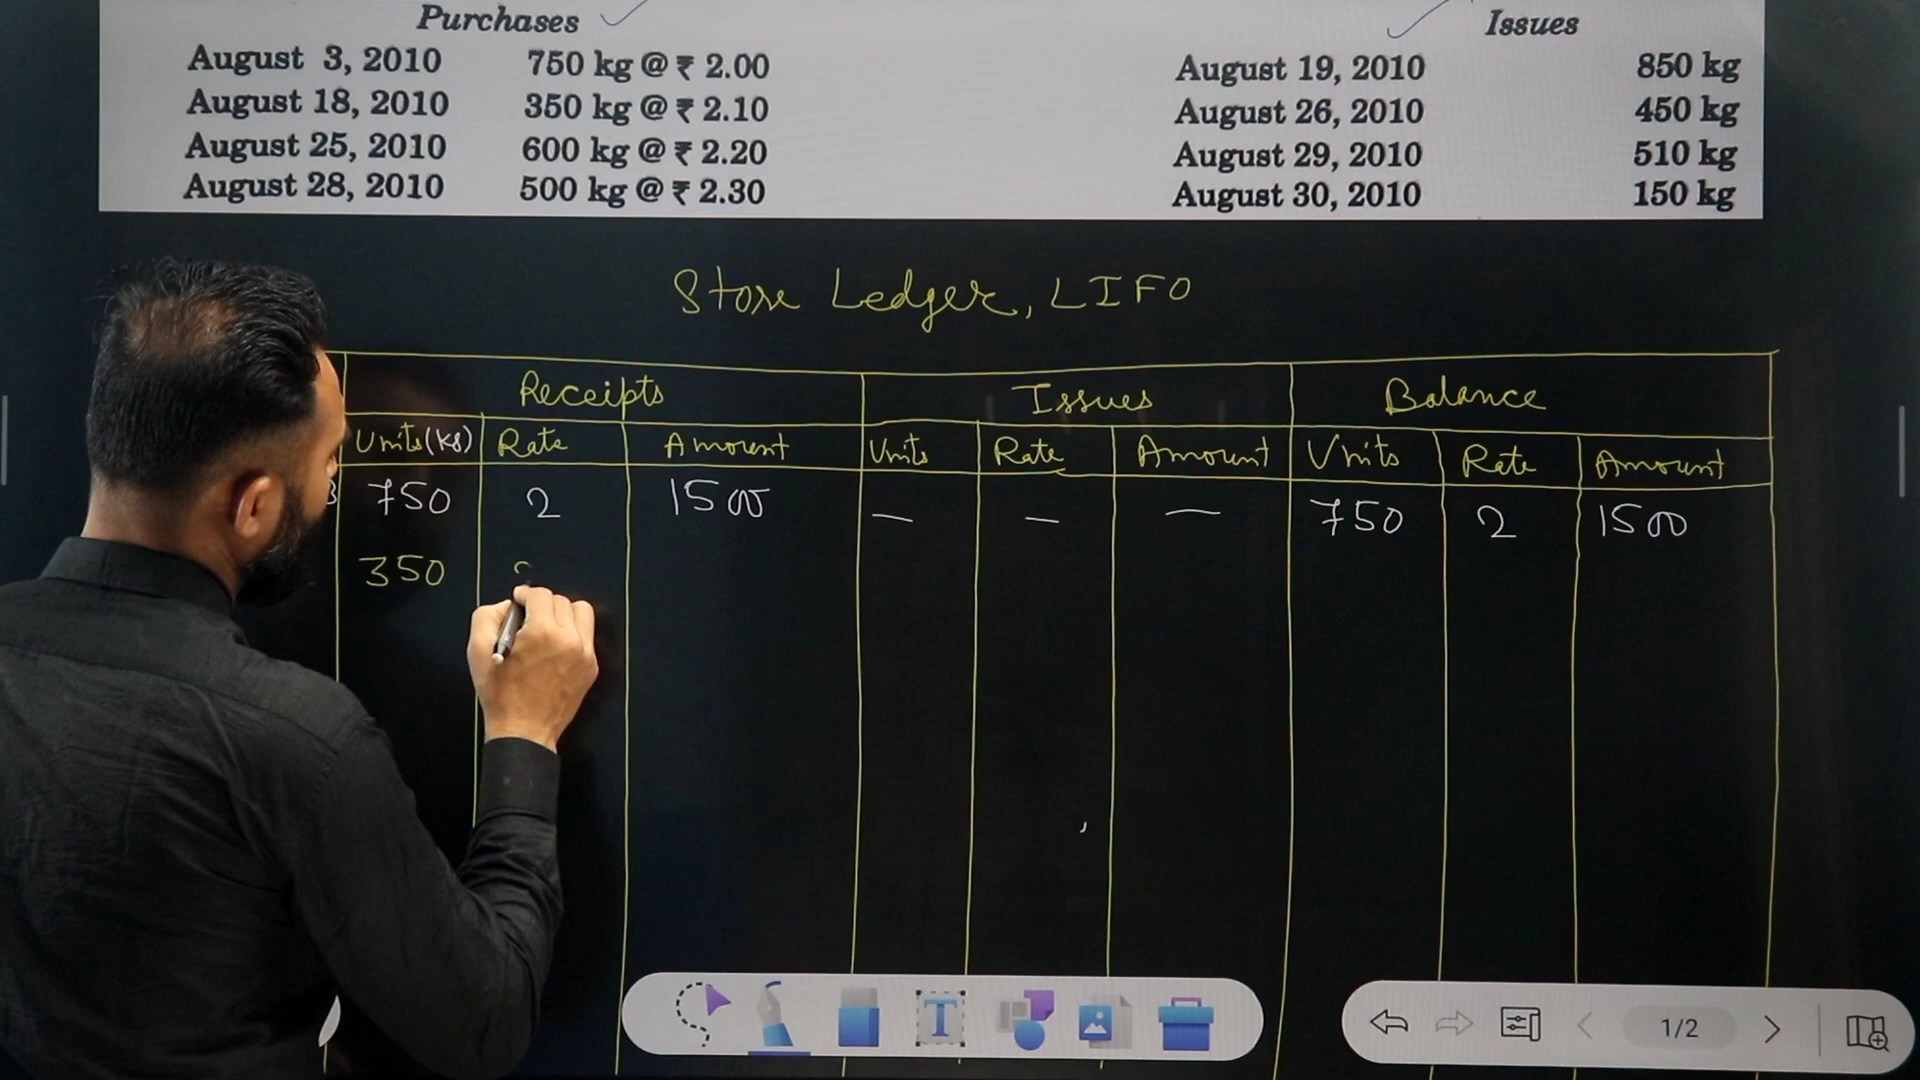 Purchases Issues
August 3, 2010 750 kg @ ₹ 2.00 August 19, 2010 850 kg
August 18, 2010 350 kg @ ₹ 2.10 August 26, 2010 450 kg
August 25, 2010 600 kg @ ₹ 2.20 August 29, 2010 510 kg
August 28, 2010 500 kg @ ₹ 2.30 August 30, 2010 150 kg
Store Ledger, LIFO
Receipts Issues Balance
Units (Kg) Rate Amount Units Rate Amount Units Rate Amount
3 750 2 1500 — — — 750 2 1500
350
T
1/2